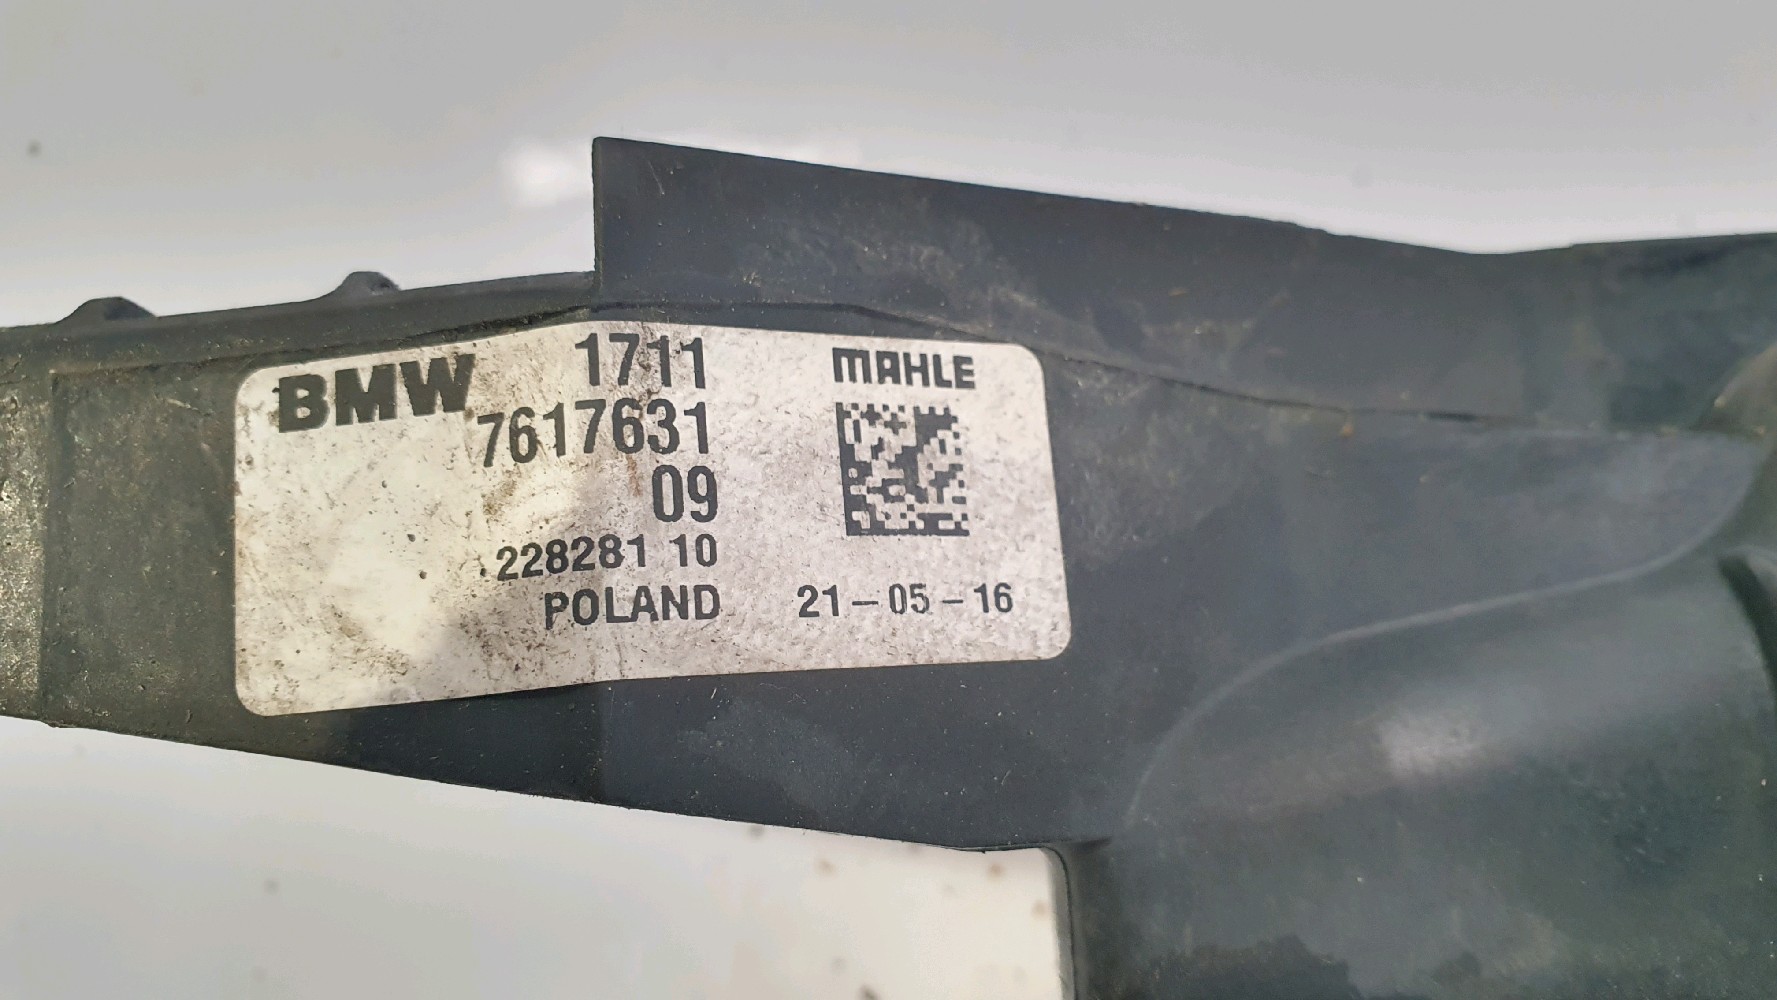 BMW 1711
7617631
09
228281 10
POLAND
MAHLE
21-05-16